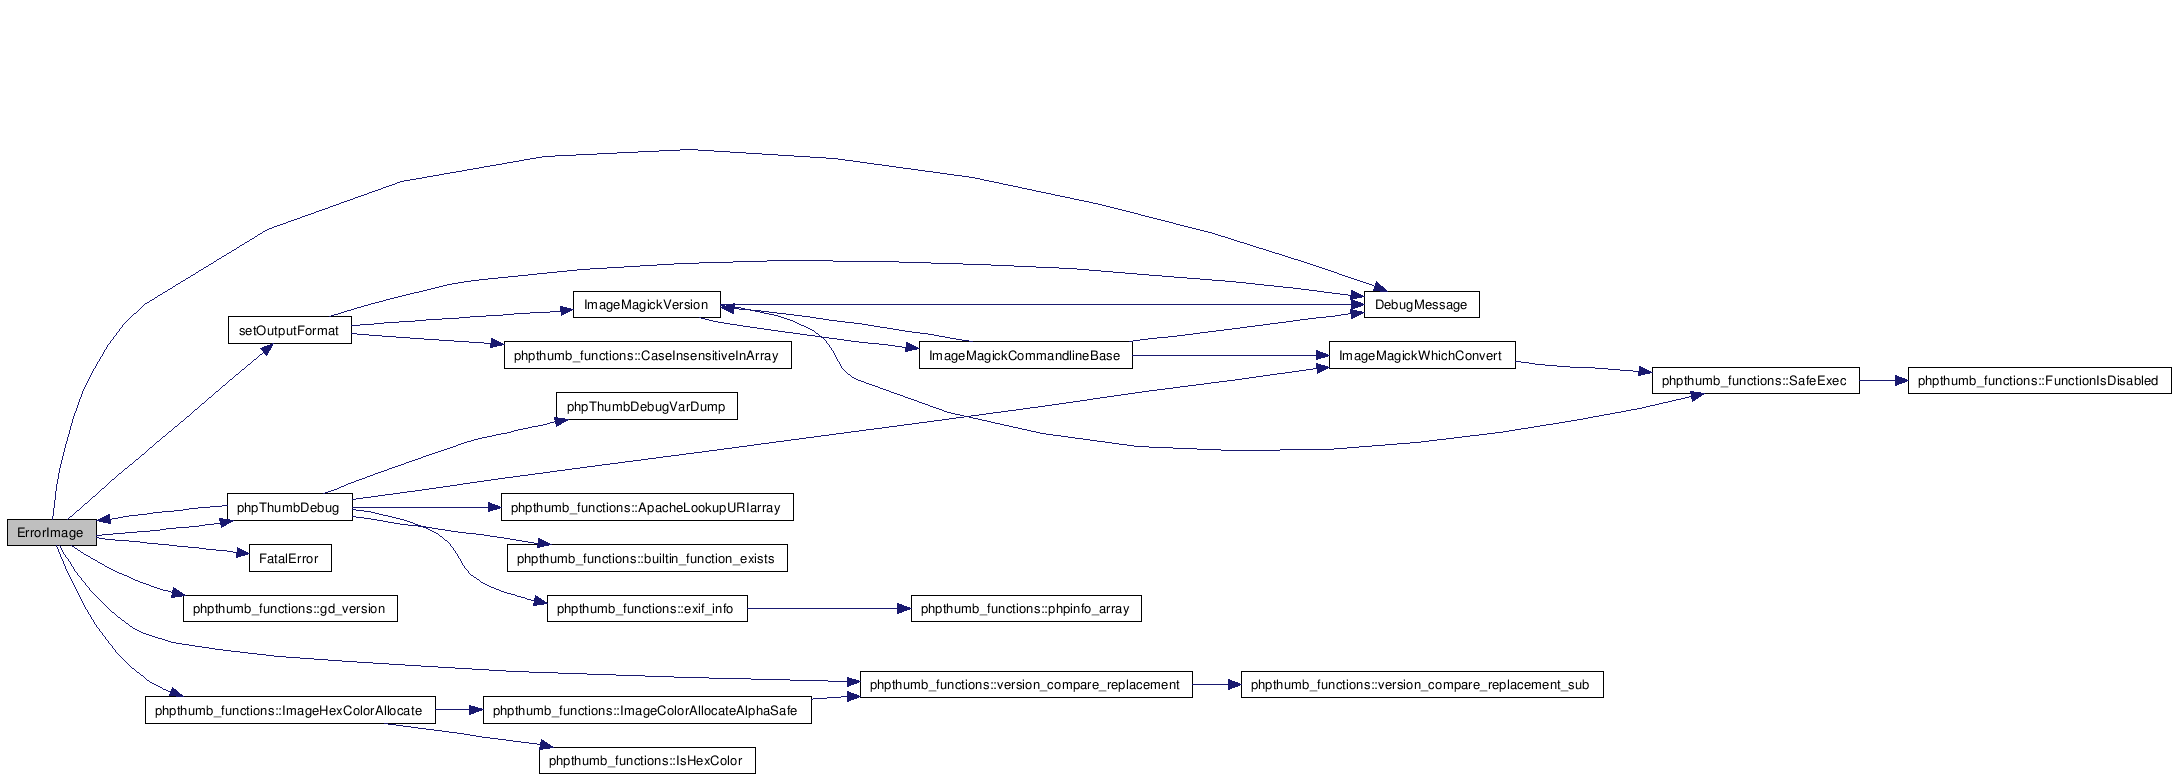 ErrorImage
DebugMessage
setOutputFormat
ImageMagickVersion
phpthumb_functions::CaseInsensitiveInArray
ImageMagickCommandlineBase
ImageMagickWhichConvert
phpthumb_functions::SafeExec
phpthumb_functions::FunctionIsDisabled
phpThumbDebugVarDump
phpThumbDebug
phpthumb_functions::ApacheLookupURIarray
FatalError
phpthumb_functions::builtin_function_exists
phpthumb_functions::gd_version
phpthumb_functions::exif_info
phpthumb_functions::phpinfo_array
phpthumb_functions::version_compare_replacement
phpthumb_functions::version_compare_replacement_sub
phpthumb_functions::ImageHexColorAllocate
phpthumb_functions::ImageColorAllocateAlphaSafe
phpthumb_functions::IsHexColor